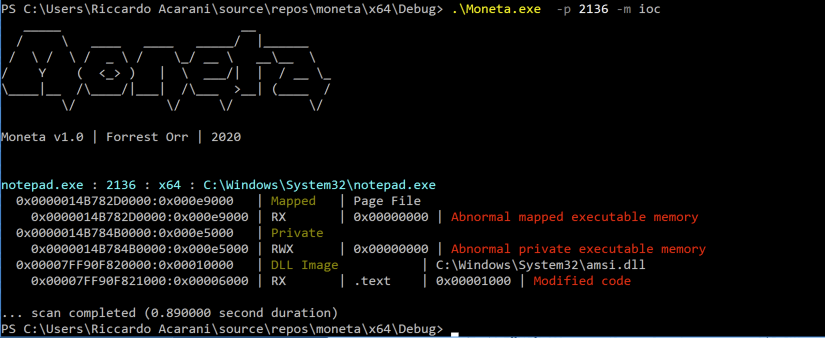 PS C:\Users\Riccardo Acarani\source\repos\moneta\x64\Debug> .\Moneta.exe  -p 2136 -m ioc
Moneta
Moneta v1.0 | Forrest Orr | 2020
notepad.exe : 2136 : x64 : C:\Windows\System32\notepad.exe
0x0000014B782D0000:0x000e9000 | Mapped | Page File
0x0000014B782D0000:0x000e9000 | RX | 0x00000000 | Abnormal mapped executable memory
0x0000014B784B0000:0x000e5000 | Private
0x0000014B784B0000:0x000e5000 | RWX | 0x00000000 | Abnormal private executable memory
0x00007FF90F820000:0x00010000 | DLL Image | C:\Windows\System32\amsi.dll
0x00007FF90F821000:0x00006000 | RX | .text | 0x00001000 | Modified code
... scan completed (0.890000 second duration)
PS C:\Users\Riccardo Acarani\source\repos\moneta\x64\Debug>